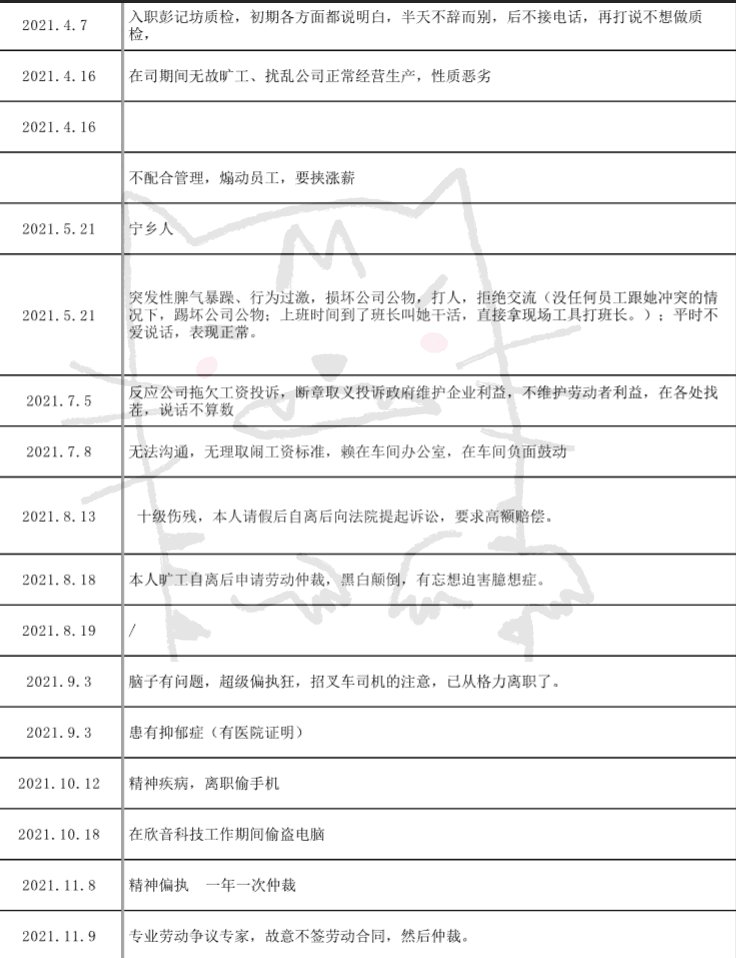 2021.4.7
入职彭记坊质检，初期各方面都说明白，半天不辞而别，后不接电话，再打说不想做质
检，
2021.4.16
在司期间无故旷工、扰乱公司正常经营生产，性质恶劣
2021.4.16
不配合管理，煽动员工，要挟涨薪
2021.5.21
宁乡人
2021.5.21
突发性脾气暴躁、行为过激，损坏公司公物，打人，拒绝交流（没任何员工跟她冲突的情
况下，踢坏公司公物；上班时间到了班长叫她干活，直接拿现场工具打班长。）；平时不
爱说话，表现正常。
2021.7.5
反应公司拖欠工资投诉，断章取义投诉政府维护企业利益，不维护劳动者利益，在各处找
茬，说话不算数
2021.7.8
无法沟通，无理取闹工资标准，赖在车间办公室，在车间负面鼓动
2021.8.13
十级伤残，本人请假后自离后向法院提起诉讼，要求高额赔偿。
2021.8.18
本人旷工自离后申请劳动仲裁，黑白颠倒，有忘想迫害臆想症。
2021.8.19
/
2021.9.3
脑子有问题，超级偏执狂，招叉车司机的注意，已从格力离职了。
2021.9.3
患有抑郁症（有医院证明）
2021.10.12
精神疾病，离职偷手机
2021.10.18
在欣音科技工作期间偷盗电脑
2021.11.8
精神偏执　一年一次仲裁
2021.11.9
专业劳动争议专家，故意不签劳动合同，然后仲裁。